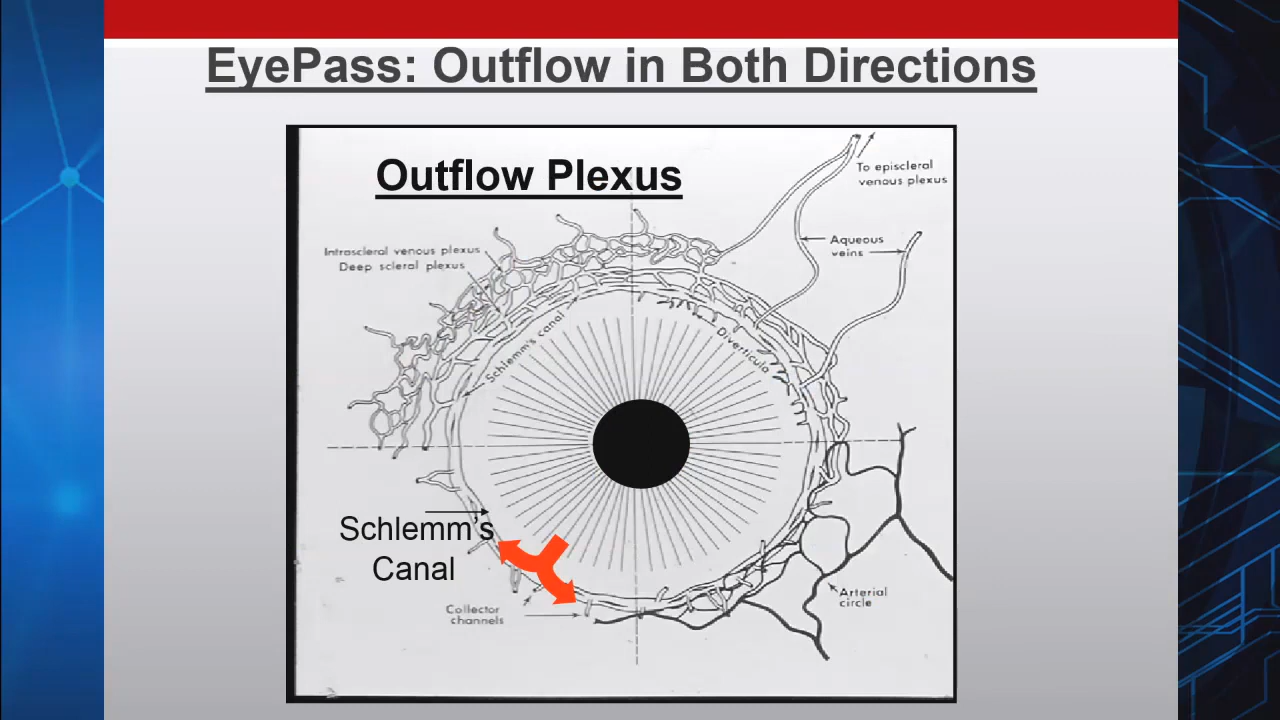 EyePass: Outflow in Both Directions
Outflow Plexus
To episcleral
venous plexus
Aqueous
veins
Intrascleral venous plexus
Deep scleral plexus
Schlemm's canal
Diverticula
Schlemm's
Canal
Collector
channels
Arterial
circle